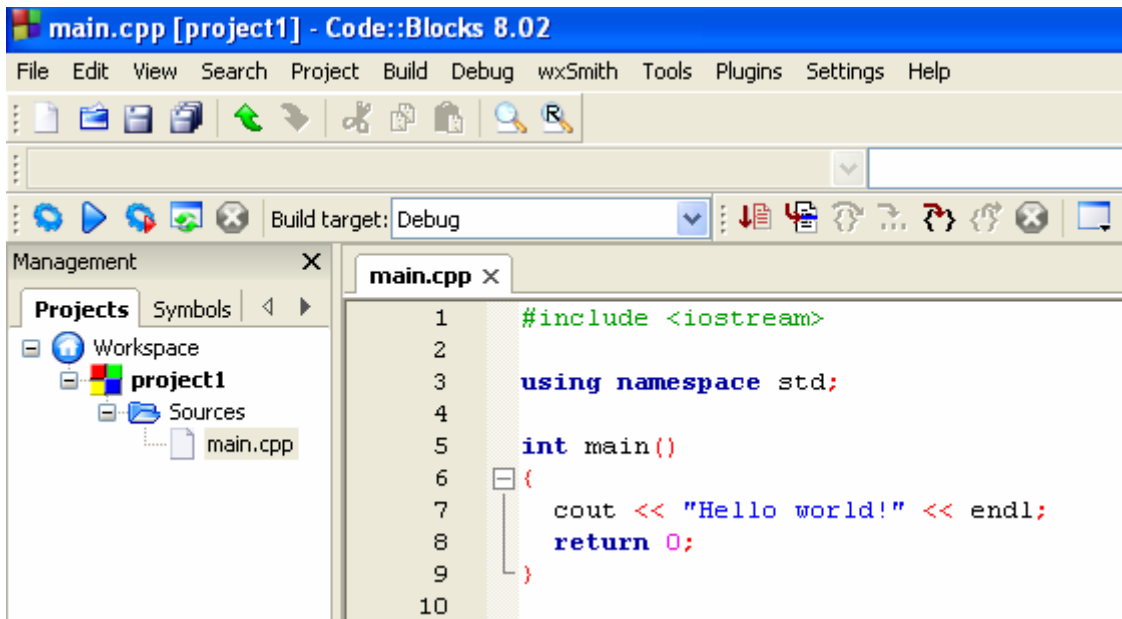 main.cpp [project1] - Code::Blocks 8.02
File Edit View Search Project Build Debug wxSmith Tools Plugins Settings Help
R
Build target: Debug
Management
main.cpp
Projects Symbols
Workspace
project1
Sources
main.cpp
1 #include <iostream>
2
3 using namespace std;
4
5 int main()
6 {
7 cout << "Hello world!" << endl;
8 return 0;
9 }
10